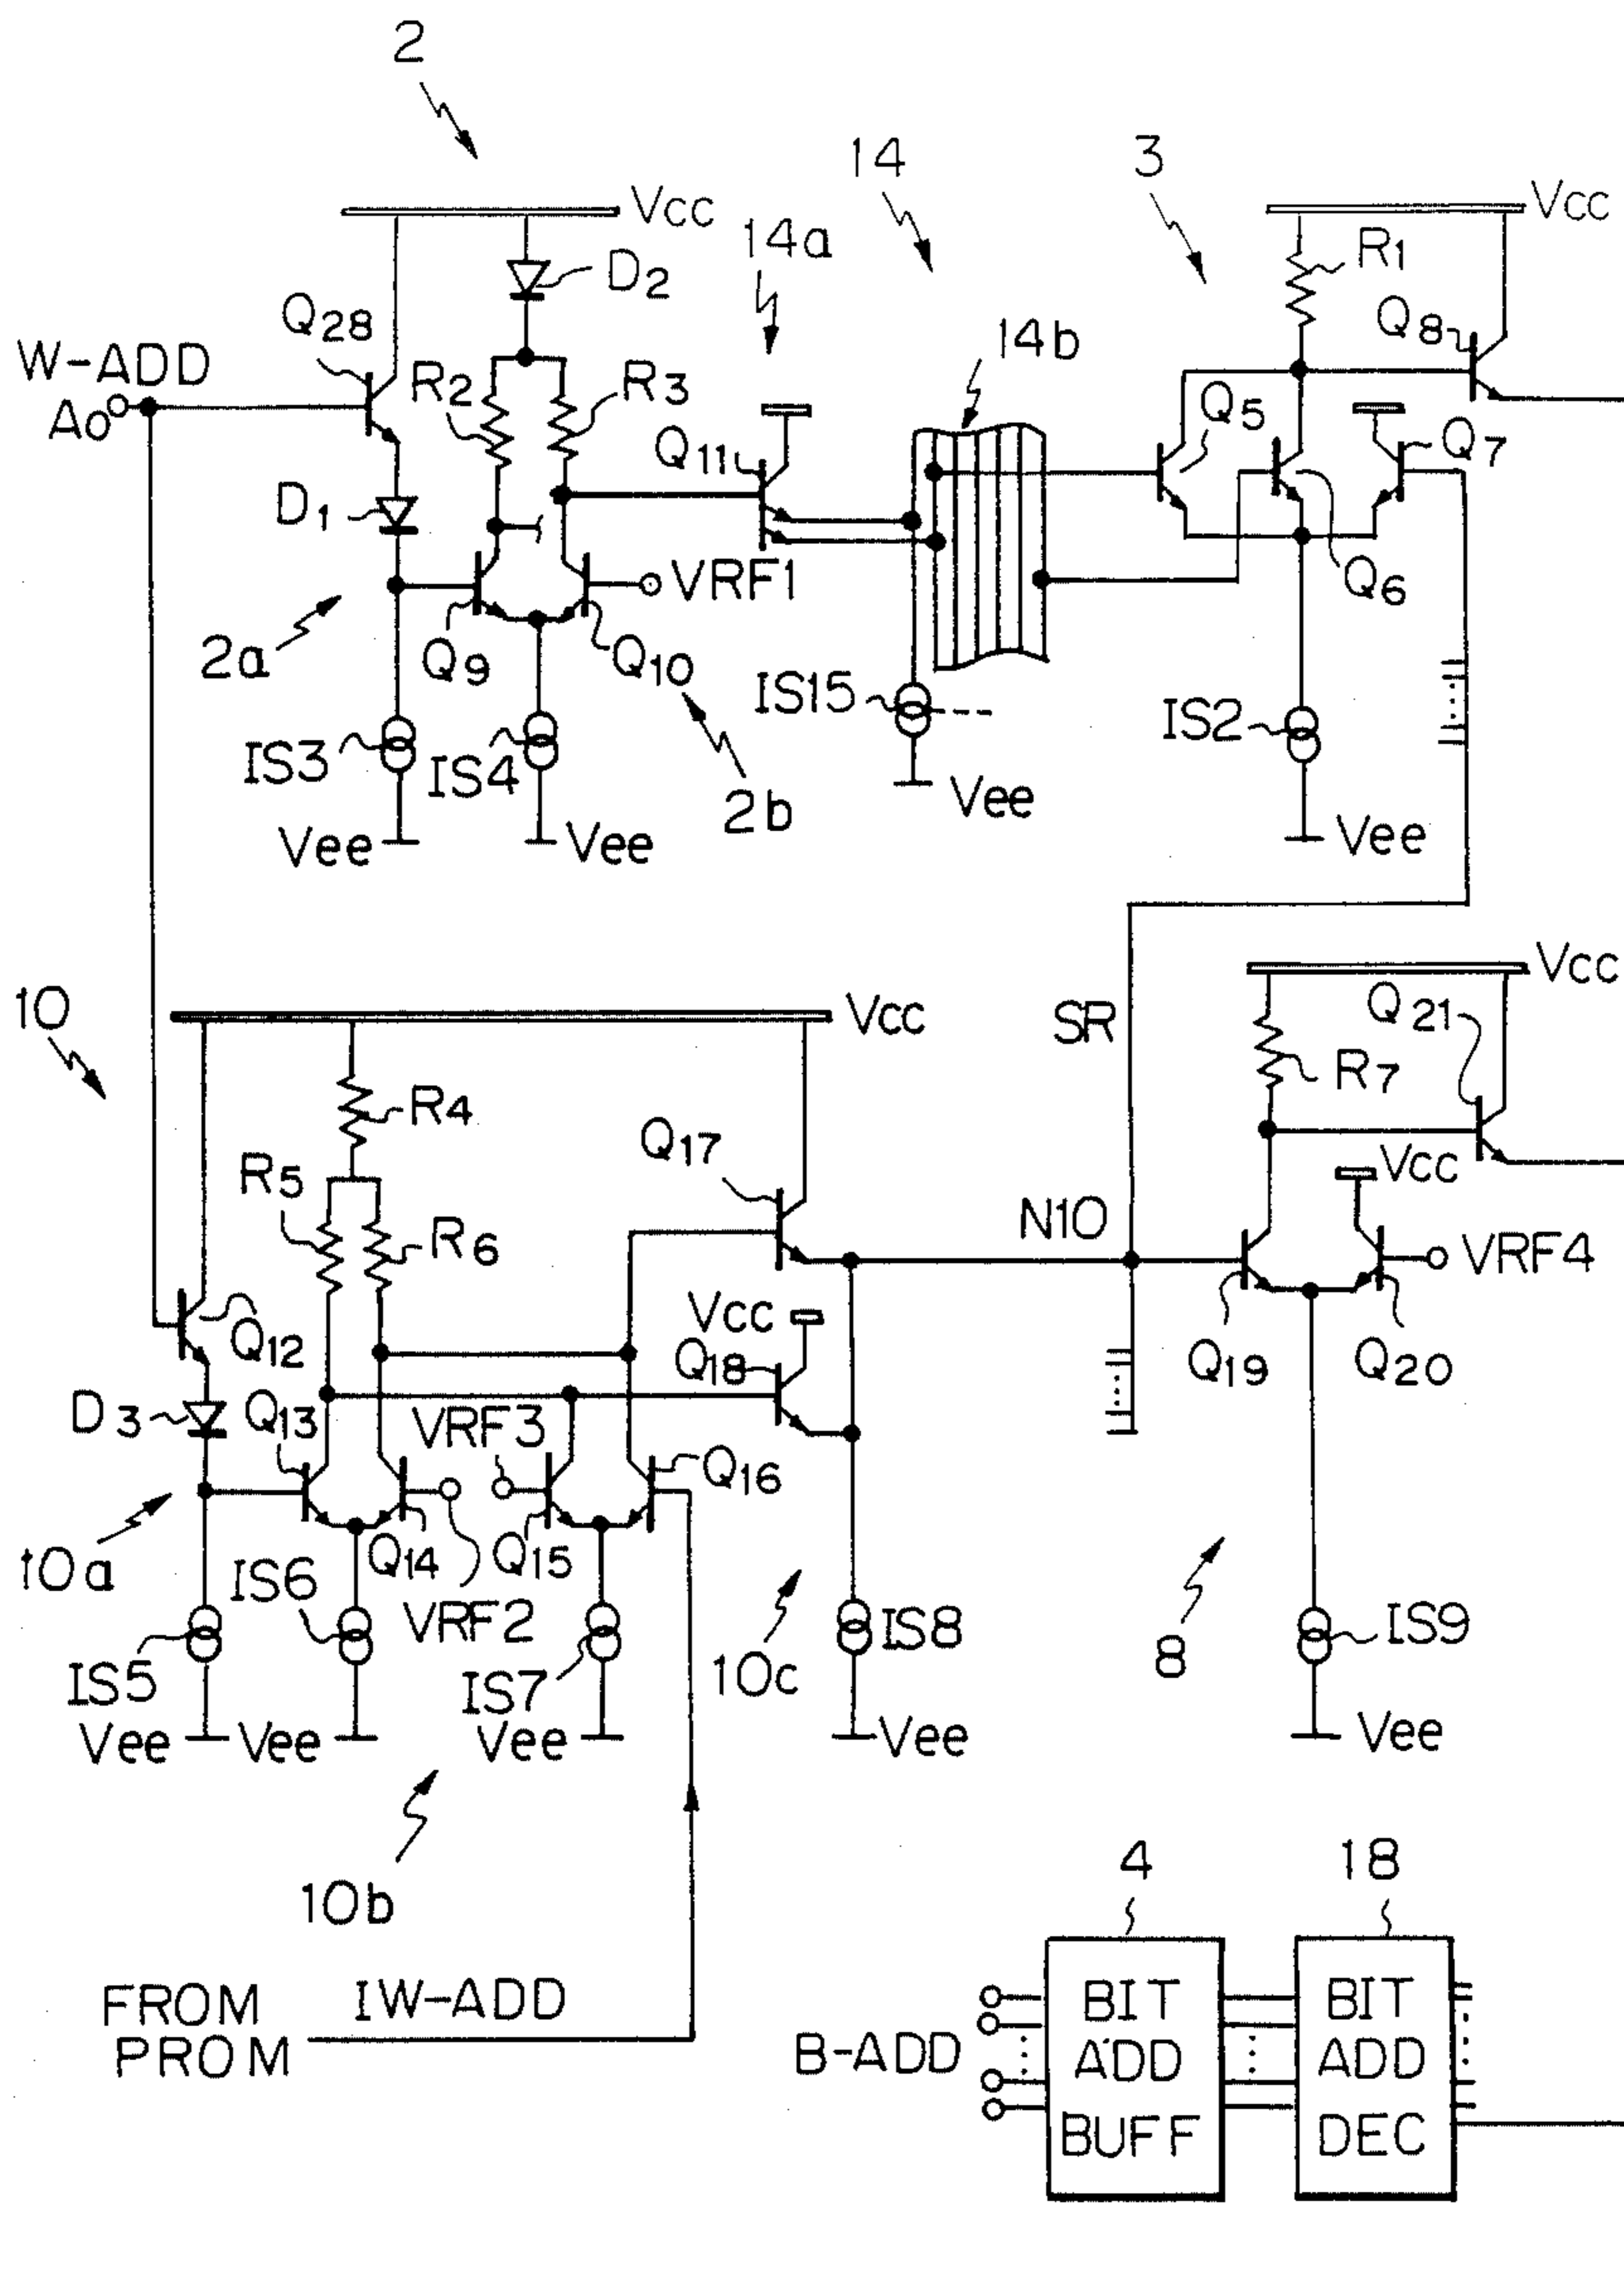 2
14
3
Vcc
Vcc
14a
R1
D2
Q28
Q8
14b
W-ADD
A0
R2
R3
Q11
Q5
Q7
D1
VRF1
Q6
2a
Q9
Q10
IS15
IS2
IS3
IS4
2b
Vee
Vee
Vee
Vee
Vcc
10
Vcc
SR
Q21
R7
R4
Q17
R5
Vcc
R6
N10
VRF4
Q12
Vcc
Q18
Q19
Q20
D3
Q13
VRF3
Q16
10a
IS6
Q14
Q15
VRF2
IS8
IS9
IS5
IS7
10c
8
Vee
Vee
Vee
Vee
Vee
10b
4
18
FROM PROM
IW-ADD
B-ADD
BIT
ADD
BUFF
BIT
ADD
DEC